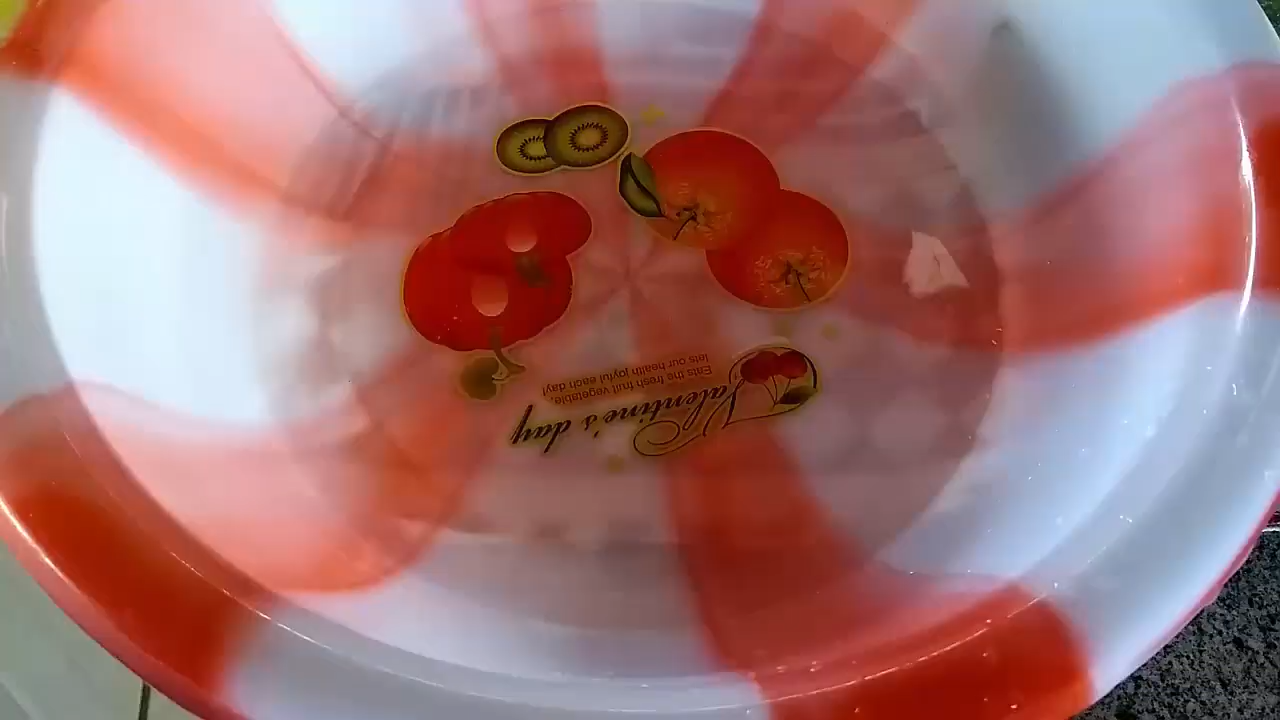 Valentine's day
Eats the fresh fruit vegetable,
lets our health joyful each day!